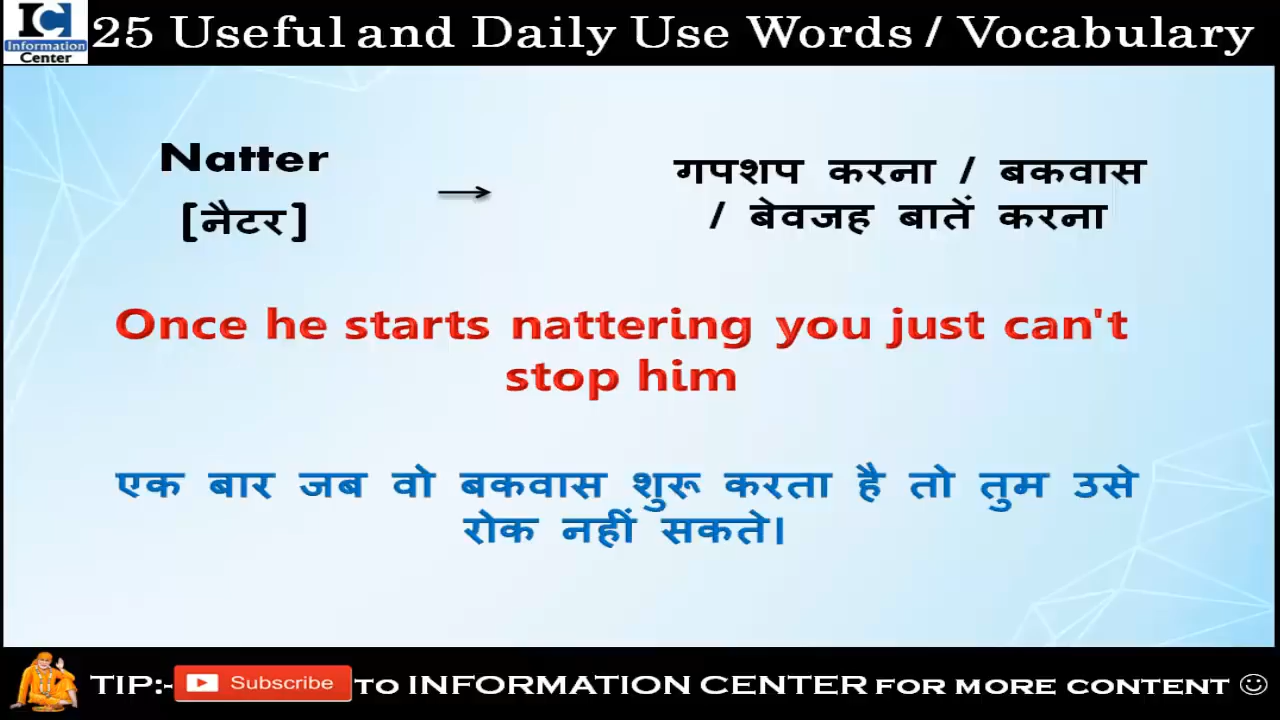 IC
Information
Center
25 Useful and Daily Use Words / Vocabulary
Natter
[नैटर]
गपशप करना / बकवास
/ बेवजह बातें करना
Once he starts nattering you just can't
stop him
एक बार जब वो बकवास शुरू करता है तो तुम उसे
रोक नहीं सकते।
TIP:- Subscribe to INFORMATION CENTER FOR MORE CONTENT ☺